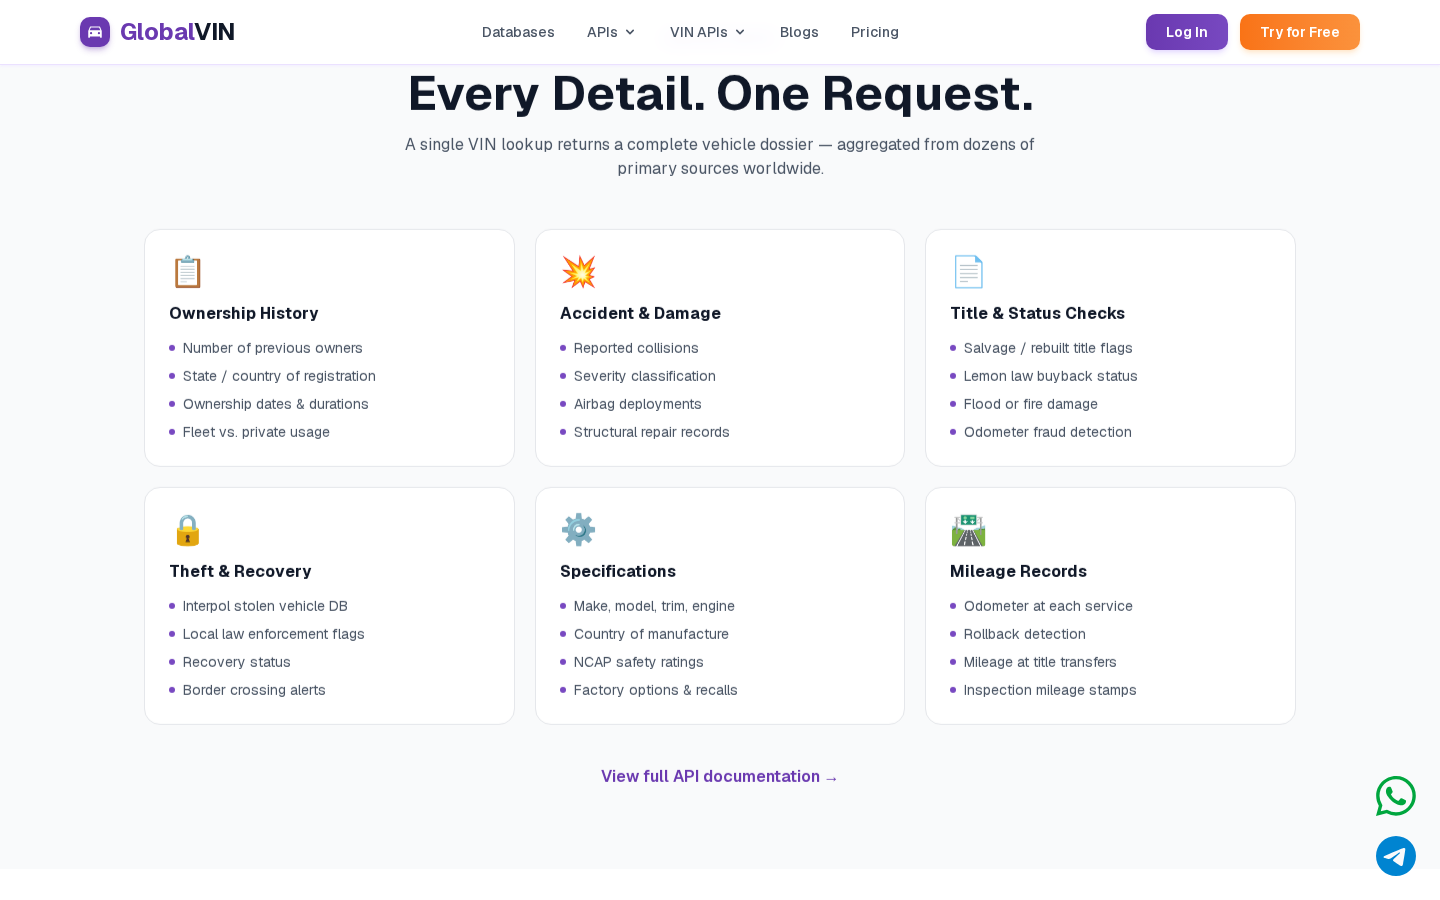 GlobalVIN
Databases
APIs
VIN APIs
Blogs
Pricing
Log In
Try for Free
Every Detail. One Request.
A single VIN lookup returns a complete vehicle dossier — aggregated from dozens of
primary sources worldwide.
Ownership History
Number of previous owners
State / country of registration
Ownership dates & durations
Fleet vs. private usage
Accident & Damage
Reported collisions
Severity classification
Airbag deployments
Structural repair records
Title & Status Checks
Salvage / rebuilt title flags
Lemon law buyback status
Flood or fire damage
Odometer fraud detection
Theft & Recovery
Interpol stolen vehicle DB
Local law enforcement flags
Recovery status
Border crossing alerts
Specifications
Make, model, trim, engine
Country of manufacture
NCAP safety ratings
Factory options & recalls
Mileage Records
Odometer at each service
Rollback detection
Mileage at title transfers
Inspection mileage stamps
View full API documentation →